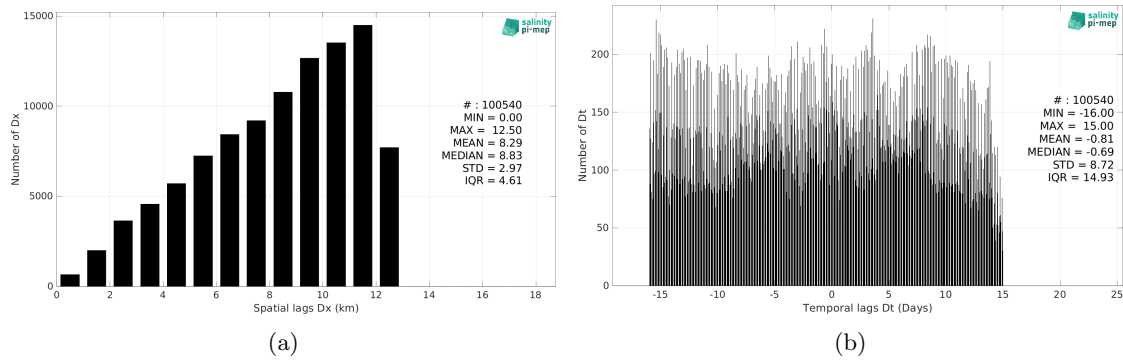 15000
10000
5000
0
Number of Dx
0 2 4 6 8 10 12 14 16 18
Spatial lags Dx (km)
salinity
pi-mep
# : 100540
MIN = 0.00
MAX = 12.50
MEAN = 8.29
MEDIAN = 8.83
STD = 2.97
IQR = 4.61
(a)
200
150
100
50
0
Number of Dt
-15 -10 -5 0 5 10 15 20 25
Temporal lags Dt (Days)
salinity
pi-mep
# : 100540
MIN = -16.00
MAX = 15.00
MEAN = -0.81
MEDIAN = -0.69
STD = 8.72
IQR = 14.93
(b)